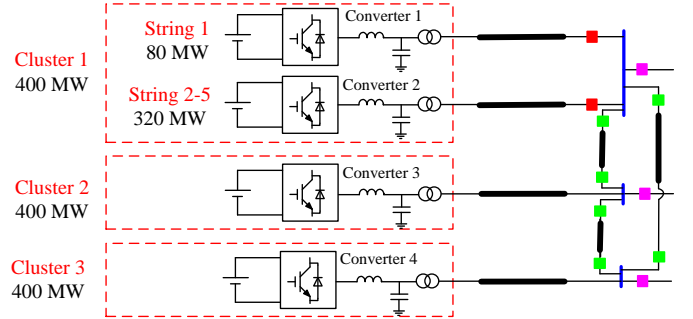 String 1
80 MW
Converter 1
Cluster 1
400 MW
String 2-5
320 MW
Converter 2
Cluster 2
400 MW
Converter 3
Cluster 3
400 MW
Converter 4